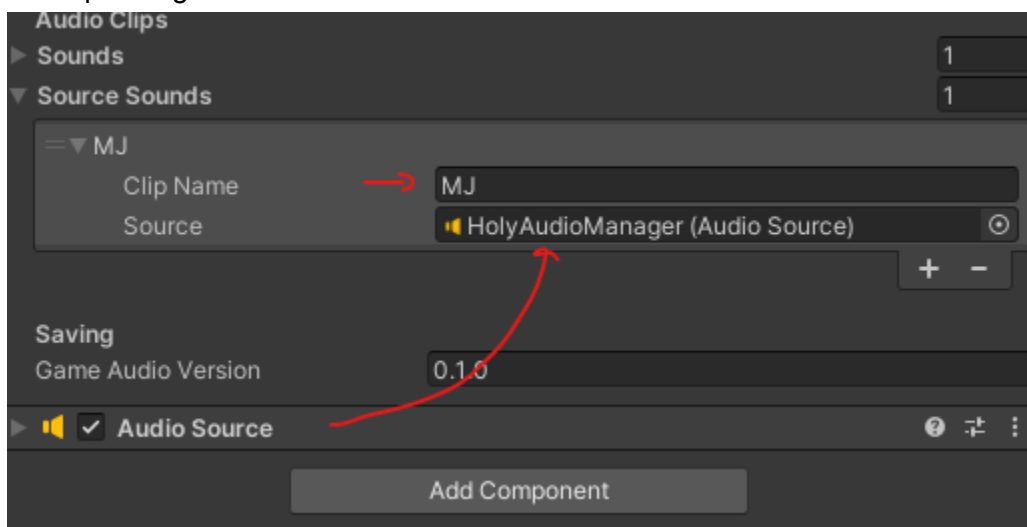 Audio Clips
Sounds 1
Source Sounds 1
MJ
Clip Name MJ
Source HolyAudioManager (Audio Source)
+ -
Saving
Game Audio Version 0.1.0
Audio Source
Add Component